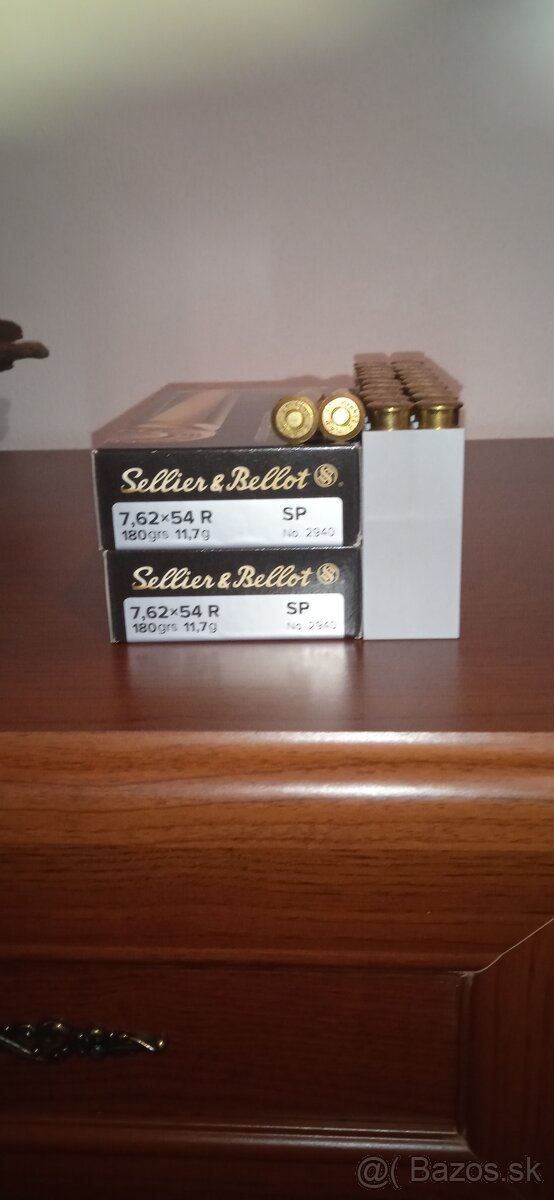 Sellier & Bellot
7,62×54 R SP
180grs 11,7g No. 2940
Sellier & Bellot
7,62×54 R SP
180grs 11,7g No. 2940
@( Bazos.sk